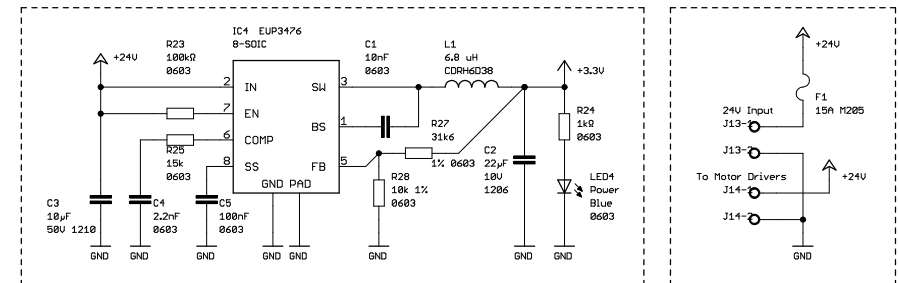 IC4 EUP3476
8-SOIC
R23
100kΩ
0603
+24V
C1
10nF
0603
L1
6.8 uH
CDRH6D38
+3.3V
2 IN
7 EN
6 COMP
8 SS
SW 3
BS 1
FB 5
GND PAD
R25
15k
0603
R27
31k6
1% 0603
R28
10k 1%
0603
C2
22µF
10V
1206
R24
1kΩ
0603
LED4
Power
Blue
0603
C3
10µF
50V 1210
C4
2.2nF
0603
C5
100nF
0603
GND
GND
GND
GND
GND
GND
GND
GND
+24V
F1
15A M205
24V Input
J13-1
J13-2
To Motor Drivers
J14-1
+24V
J14-2
GND